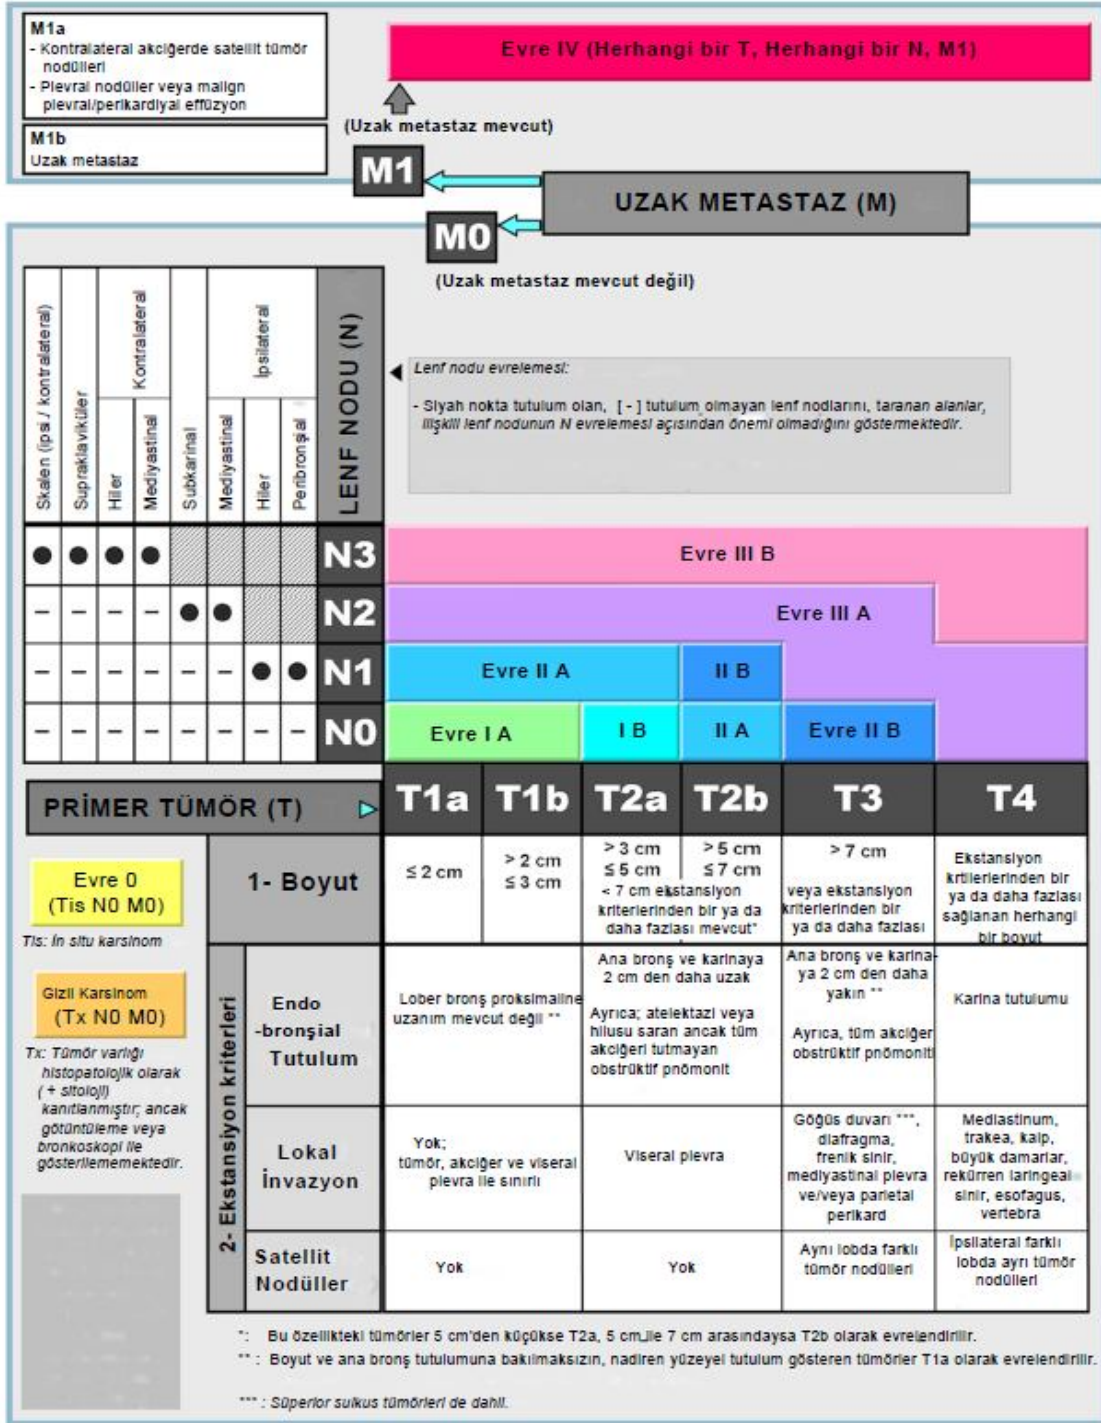 M1a
- Kontralateral akciğerde satellit tümör
nodülleri
- Plevral nodüller veya malign
plevral/perikardiyal effüzyon
M1b
Uzak metastaz
Evre IV (Herhangi bir T, Herhangi bir N, M1)
(Uzak metastaz mevcut)
M1
UZAK METASTAZ (M)
M0
(Uzak metastaz mevcut değil)
Skalen (ipsi / kontralateral)
Supraklaviküler
Kontralateral
Hiler
Mediyastinal
Subkarinal
İpsilateral
Mediyastinal
Hiler
Peribronşial
LENF NODU (N)
Lenf nodu evrelemesi:
- Siyah nokta tutulum olan, [ - ] tutulum olmayan lenf nodlarını, taranan alanlar,
ilişkili lenf nodunun N evrelemesi açısından önemi olmadığını göstermektedir.
● ● ● ● N3 Evre III B
– – – – ● ● N2 Evre III A
– – – – – – ● ● N1 Evre II A II B
– – – – – – – – N0 Evre I A I B II A Evre II B
PRİMER TÜMÖR (T)
T1a T1b T2a T2b T3 T4
Evre 0
(Tis N0 M0)
Tis: İn situ karsinom
Gizli Karsinom
(Tx N0 M0)
Tx: Tümör varlığı
histopatolojik olarak
( + sitoloji)
kanıtlanmıştır; ancak
götüntüleme veya
bronkoskopi ile
gösterilememektedir.
1- Boyut
≤ 2 cm
> 2 cm
≤ 3 cm
> 3 cm
≤ 5 cm
> 5 cm
≤ 7 cm
< 7 cm ekstansiyon
kriterlerinden bir ya da
daha fazlası mevcut*
> 7 cm
veya ekstansiyon
kriterlerinden bir
ya da daha fazlası
Ekstansiyon
krtilerlerinden bir
ya da daha fazlası
sağlanan herhangi
bir boyut
2- Ekstansiyon kriterleri
Endo
-bronşial
Tutulum
Lober bronş proksimaline
uzanım mevcut değil **
Ana bronş ve karinaya
2 cm den daha uzak
Ayrıca; atelektazi veya
hilusu saran ancak tüm
akciğeri tutmayan
obstrüktif pnömonit
Ana bronş ve karina-
ya 2 cm den daha
yakın **
Ayrıca, tüm akciğer
obstrüktif pnömoniti
Karina tutulumu
Lokal
İnvazyon
Yok;
tümör, akciğer ve viseral
plevra ile sınırlı
Viseral plevra
Göğüs duvarı ***,
diafragma,
frenik sinir,
mediyastinal plevra
ve/veya parietal
perikard
Mediastinum,
trakea, kalp,
büyük damarlar,
rekürren laringeal
sinir, esofagus,
vertebra
Satellit
Nodüller
Yok
Yok
Aynı lobda farklı
tümör nodülleri
İpsilateral farklı
lobda ayrı tümör
nodülleri
*: Bu özellikteki tümörler 5 cm'den küçükse T2a, 5 cm ile 7 cm arasındaysa T2b olarak evrelendirilir.
** : Boyut ve ana bronş tutulumuna bakılmaksızın, nadiren yüzeyel tutulum gösteren tümörler T1a olarak evrelendirilir.
*** : Süperior sulkus tümörleri de dahil.